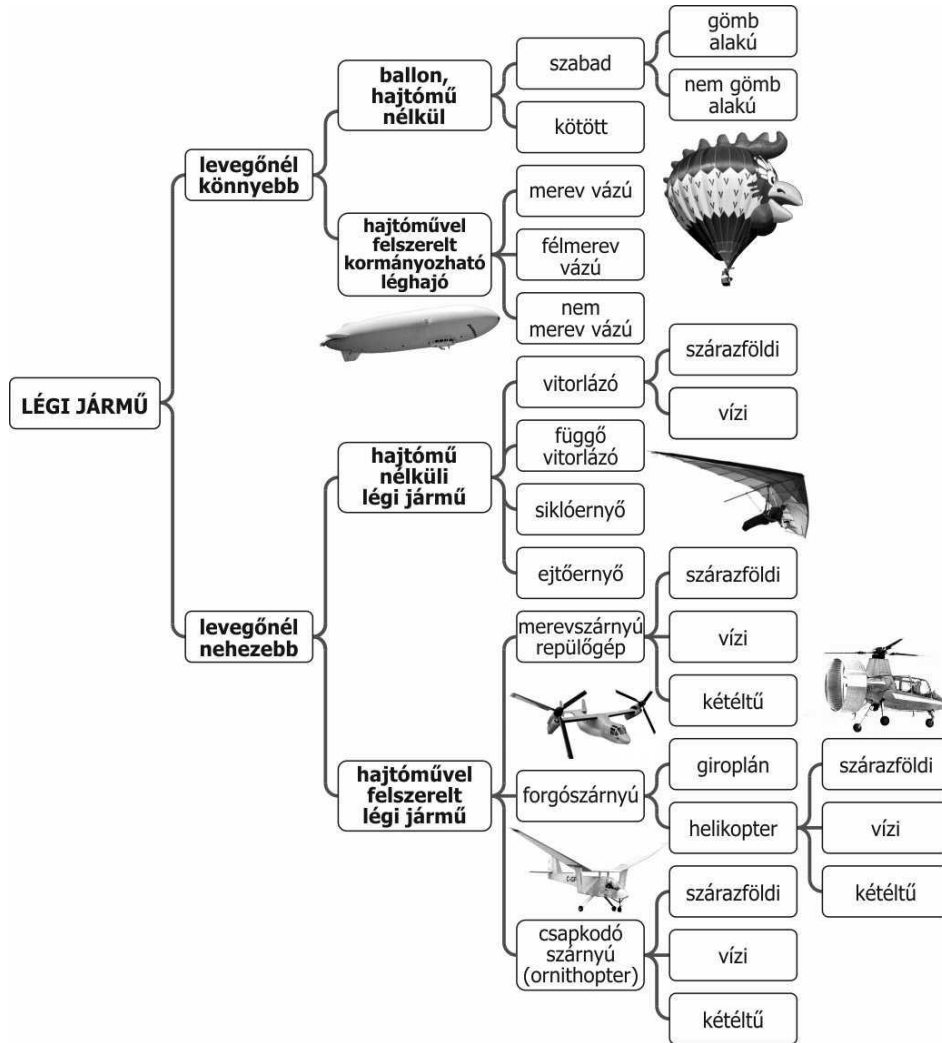 LÉGI JÁRMŰ
levegőnél
könnyebb
ballon,
hajtómű
nélkül
szabad
gömb
alakú
nem gömb
alakú
kötött
hajtóművel
felszerelt
kormányozható
léghajó
merev vázú
félmerev
vázú
nem
merev vázú
levegőnél
nehezebb
hajtómű
nélküli
légi jármű
vitorlázó
szárazföldi
vízi
függő
vitorlázó
siklóernyő
ejtőernyő
hajtóművel
felszerelt
légi jármű
merevszárnyú
repülőgép
szárazföldi
vízi
kétéltű
forgószárnyú
giroplán
helikopter
szárazföldi
vízi
kétéltű
csapkodó
szárnyú
(ornithopter)
szárazföldi
vízi
kétéltű